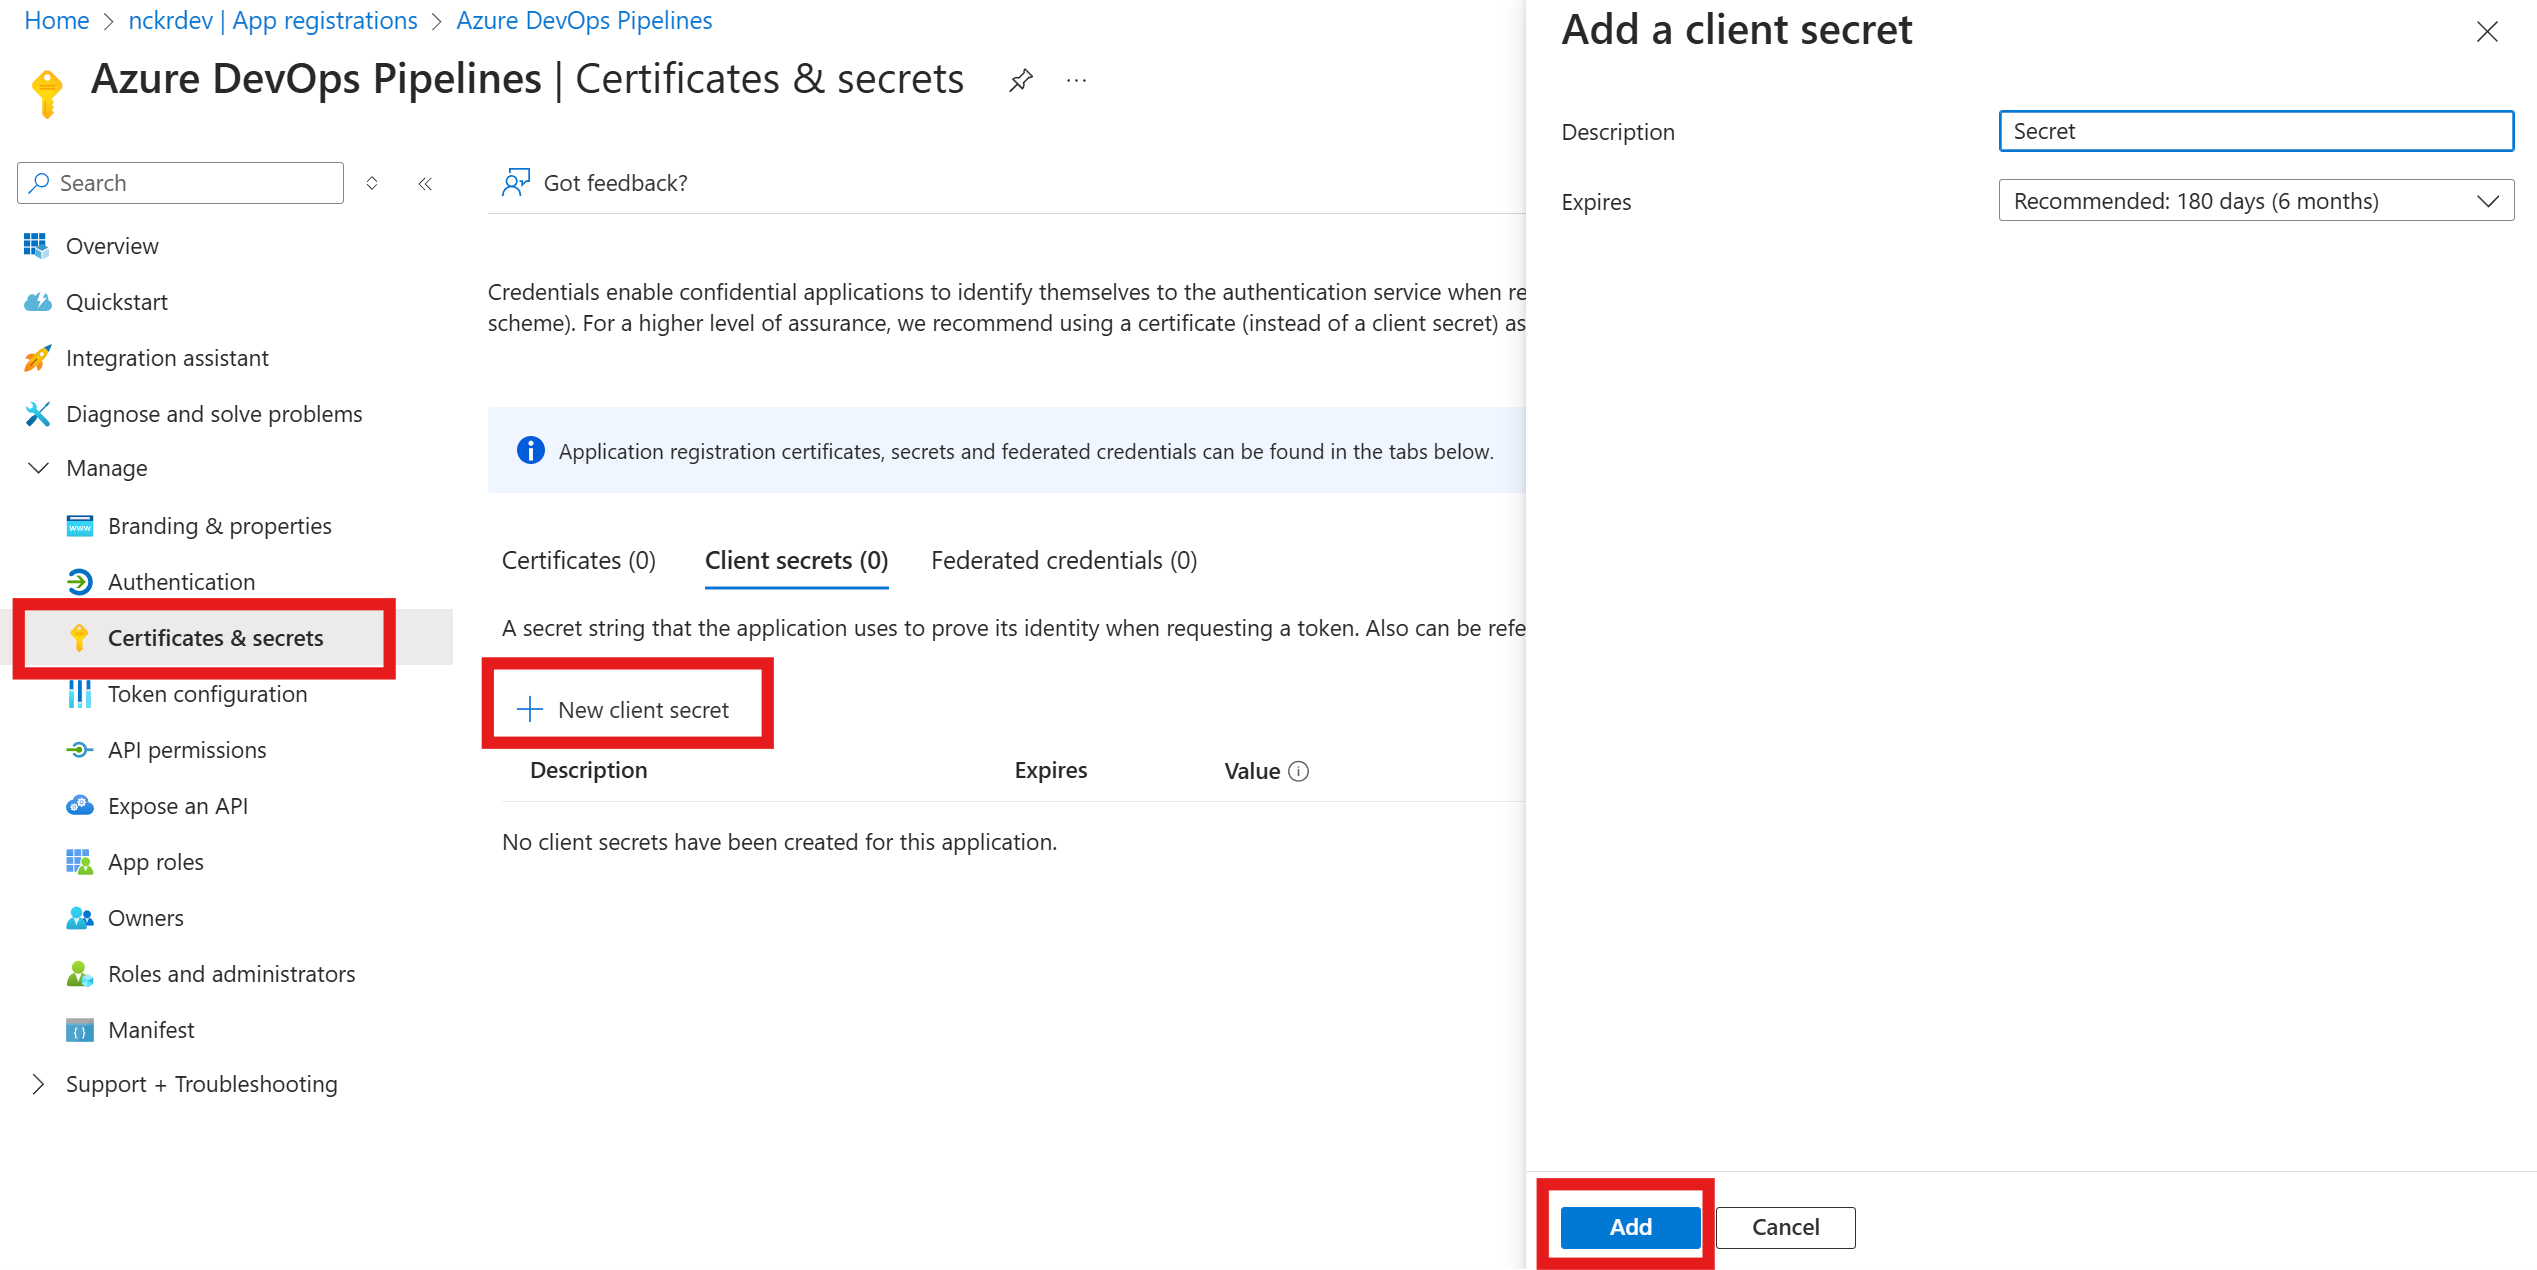 Home > nckrdev | App registrations > Azure DevOps Pipelines
Azure DevOps Pipelines | Certificates & secrets
Search
Overview
Quickstart
Integration assistant
Diagnose and solve problems
Manage
Branding & properties
Authentication
Certificates & secrets
Token configuration
API permissions
Expose an API
App roles
Owners
Roles and administrators
Manifest
Support + Troubleshooting
Got feedback?
Credentials enable confidential applications to identify themselves to the authentication service when re
scheme). For a higher level of assurance, we recommend using a certificate (instead of a client secret) as
Application registration certificates, secrets and federated credentials can be found in the tabs below.
Certificates (0) Client secrets (0) Federated credentials (0)
A secret string that the application uses to prove its identity when requesting a token. Also can be refe
New client secret
Description Expires Value
No client secrets have been created for this application.
Add a client secret
Description Secret
Expires Recommended: 180 days (6 months)
Add Cancel